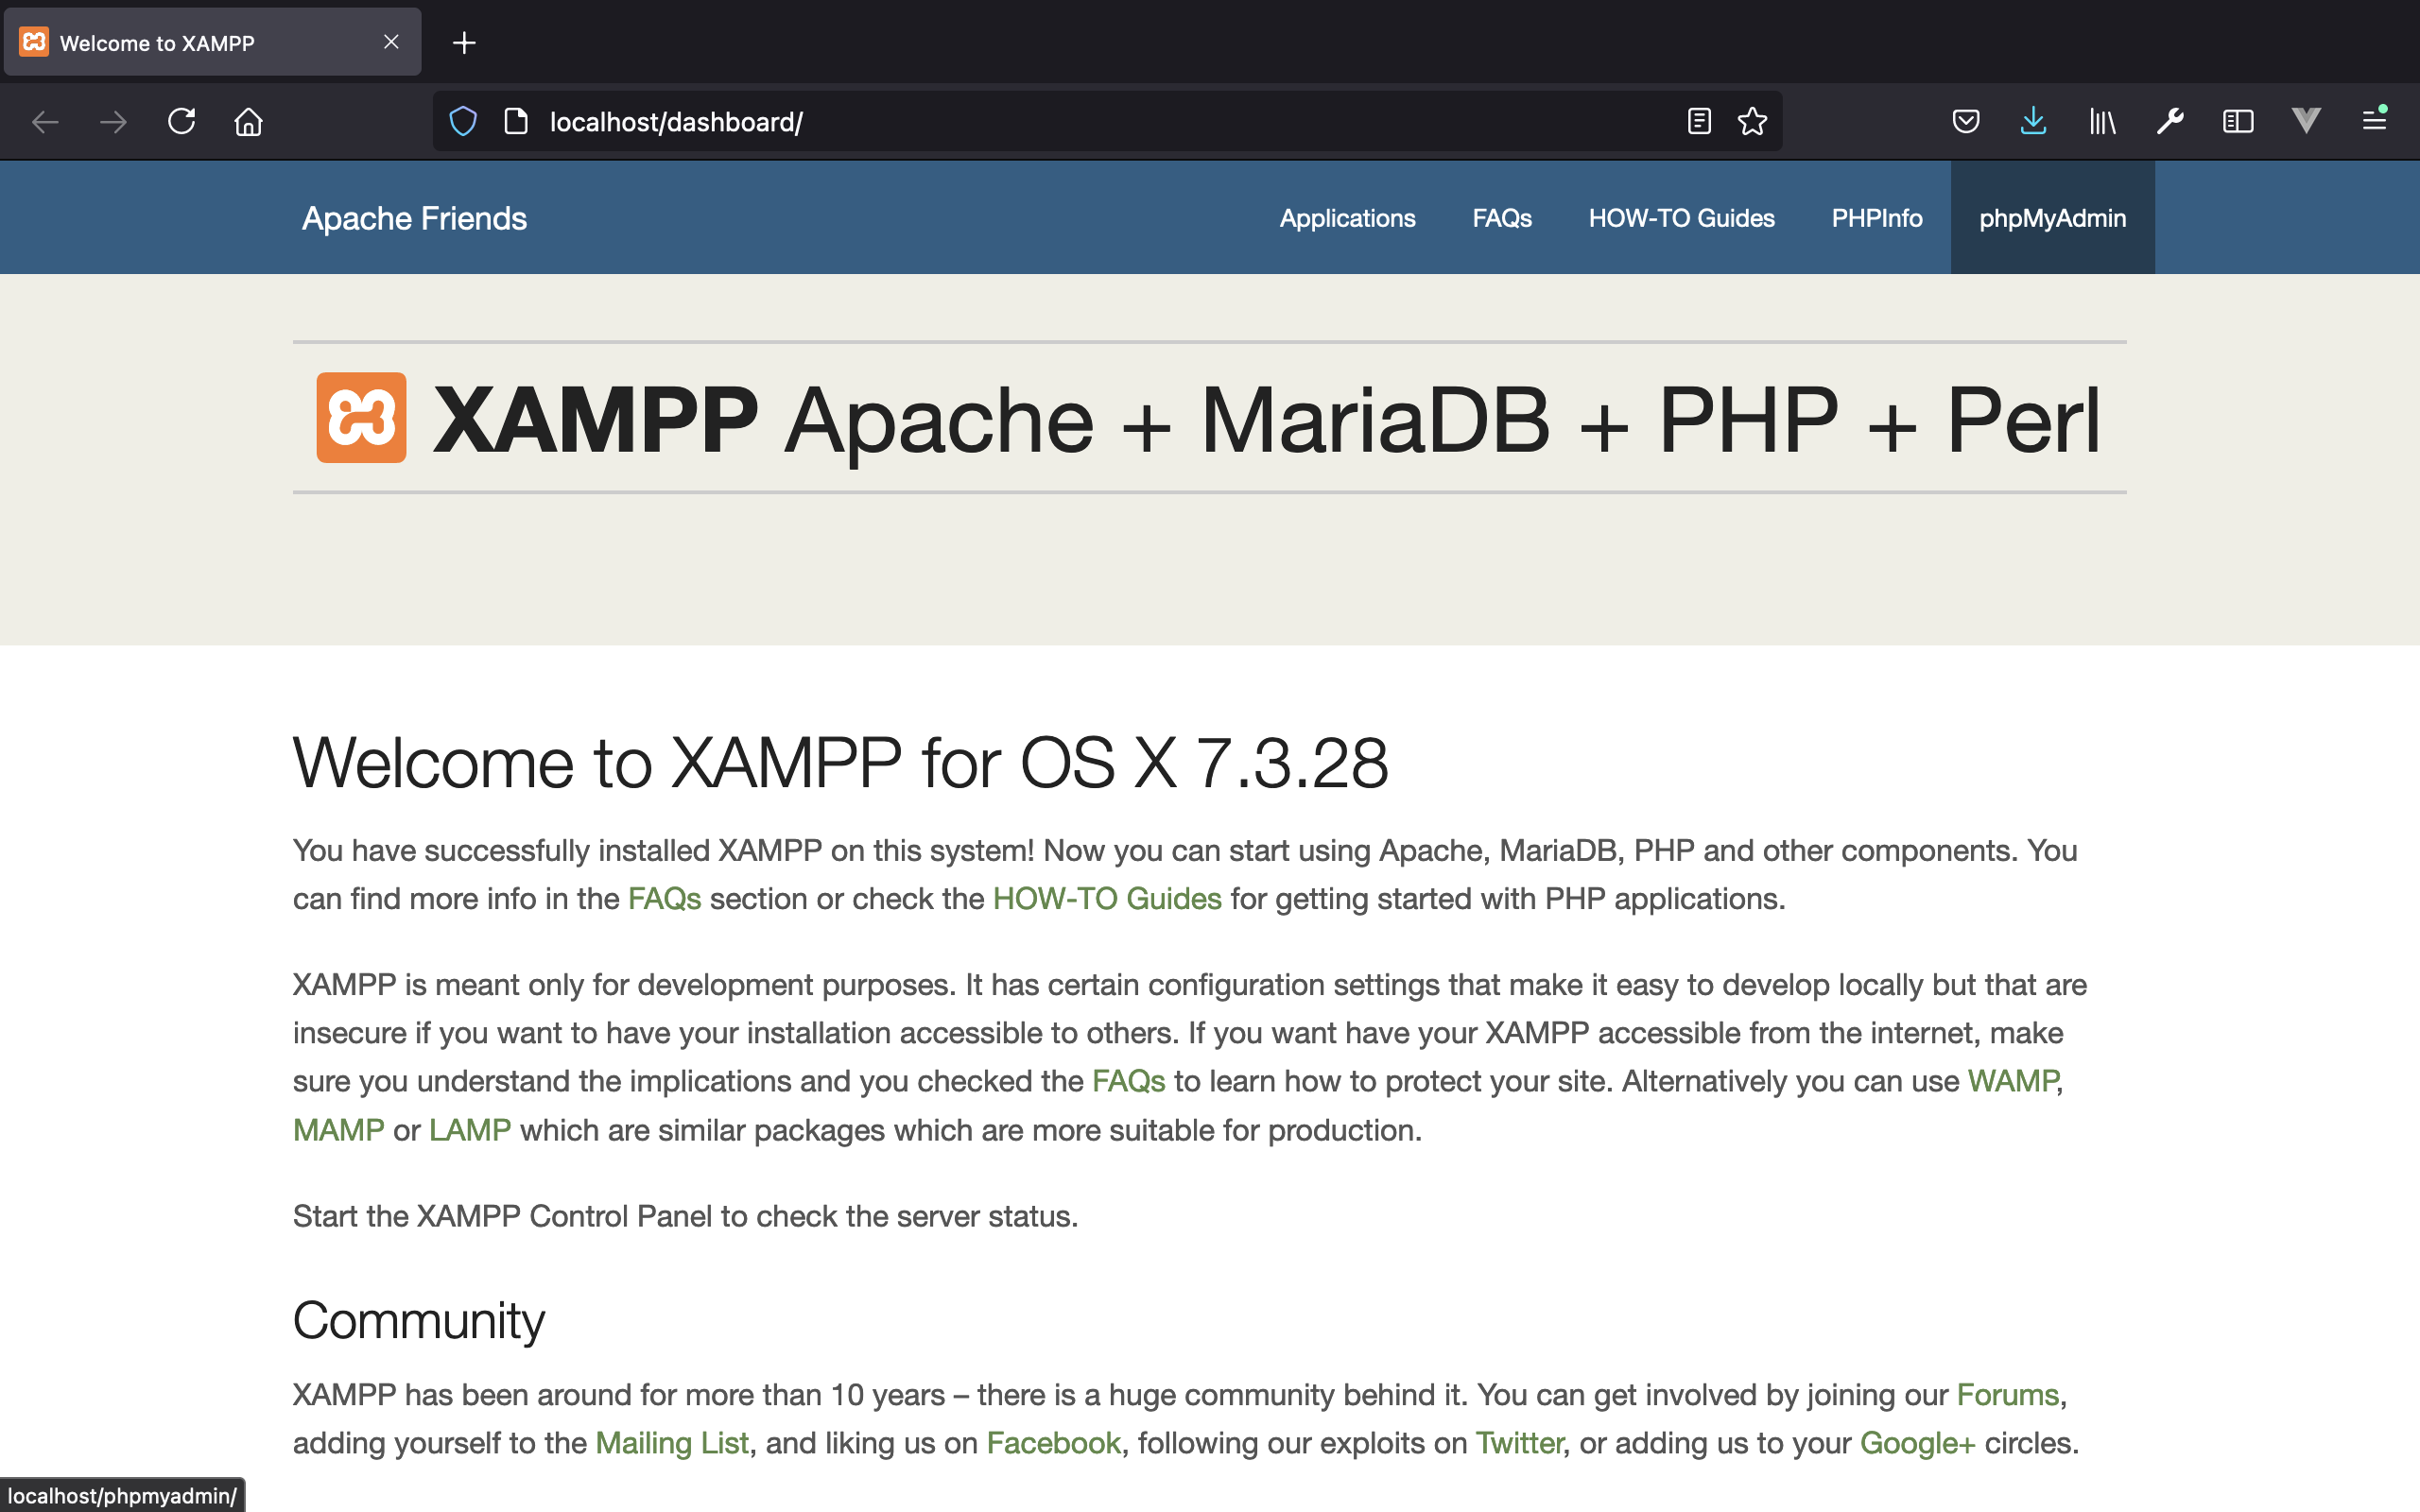 Welcome to XAMPP
localhost/dashboard/
Apache Friends
Applications
FAQs
HOW-TO Guides
PHPInfo
phpMyAdmin
XAMPP Apache + MariaDB + PHP + Perl
Welcome to XAMPP for OS X 7.3.28
You have successfully installed XAMPP on this system! Now you can start using Apache, MariaDB, PHP and other components. You
can find more info in the FAQs section or check the HOW-TO Guides for getting started with PHP applications.
XAMPP is meant only for development purposes. It has certain configuration settings that make it easy to develop locally but that are
insecure if you want to have your installation accessible to others. If you want have your XAMPP accessible from the internet, make
sure you understand the implications and you checked the FAQs to learn how to protect your site. Alternatively you can use WAMP,
MAMP or LAMP which are similar packages which are more suitable for production.
Start the XAMPP Control Panel to check the server status.
Community
XAMPP has been around for more than 10 years – there is a huge community behind it. You can get involved by joining our Forums,
adding yourself to the Mailing List, and liking us on Facebook, following our exploits on Twitter, or adding us to your Google+ circles.
localhost/phpmyadmin/